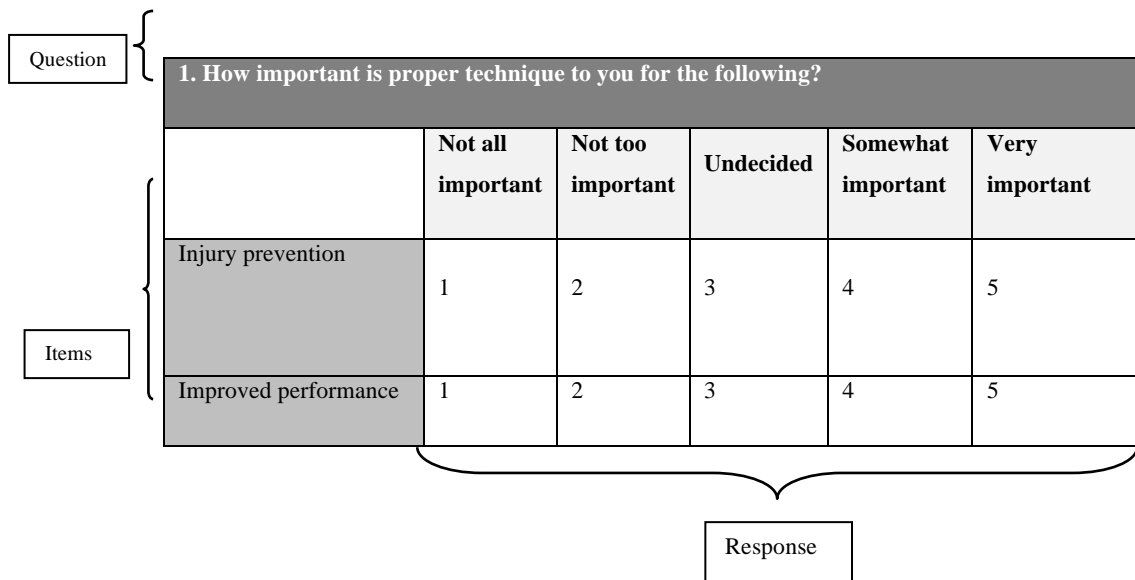 Question
1. How important is proper technique to you for the following?
Not all important
Not too important
Undecided
Somewhat important
Very important
Injury prevention
1 2 3 4 5
Items
Improved performance 1 2 3 4 5
Response